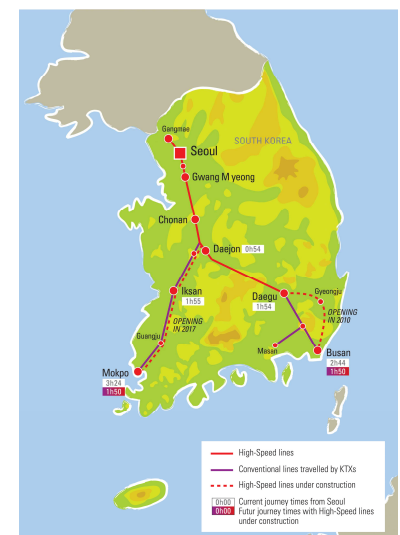 Gangmae
SOUTH KOREA
Seoul
Gwang M yeong
Chonan
Daejon 0h54
Iksan
1h55
Daegu
1h54
Gyeongju
OPENING
IN 2010
OPENING
IN 2017
Guangju
Masan
Busan
2h44
1h50
Mokpo
3h24
1h50
High-Speed lines
Conventional lines travelled by KTXs
High-Speed lines under construction
0h00 Current journey times from Seoul
0h00 Futur journey times with High-Speed lines
under construction